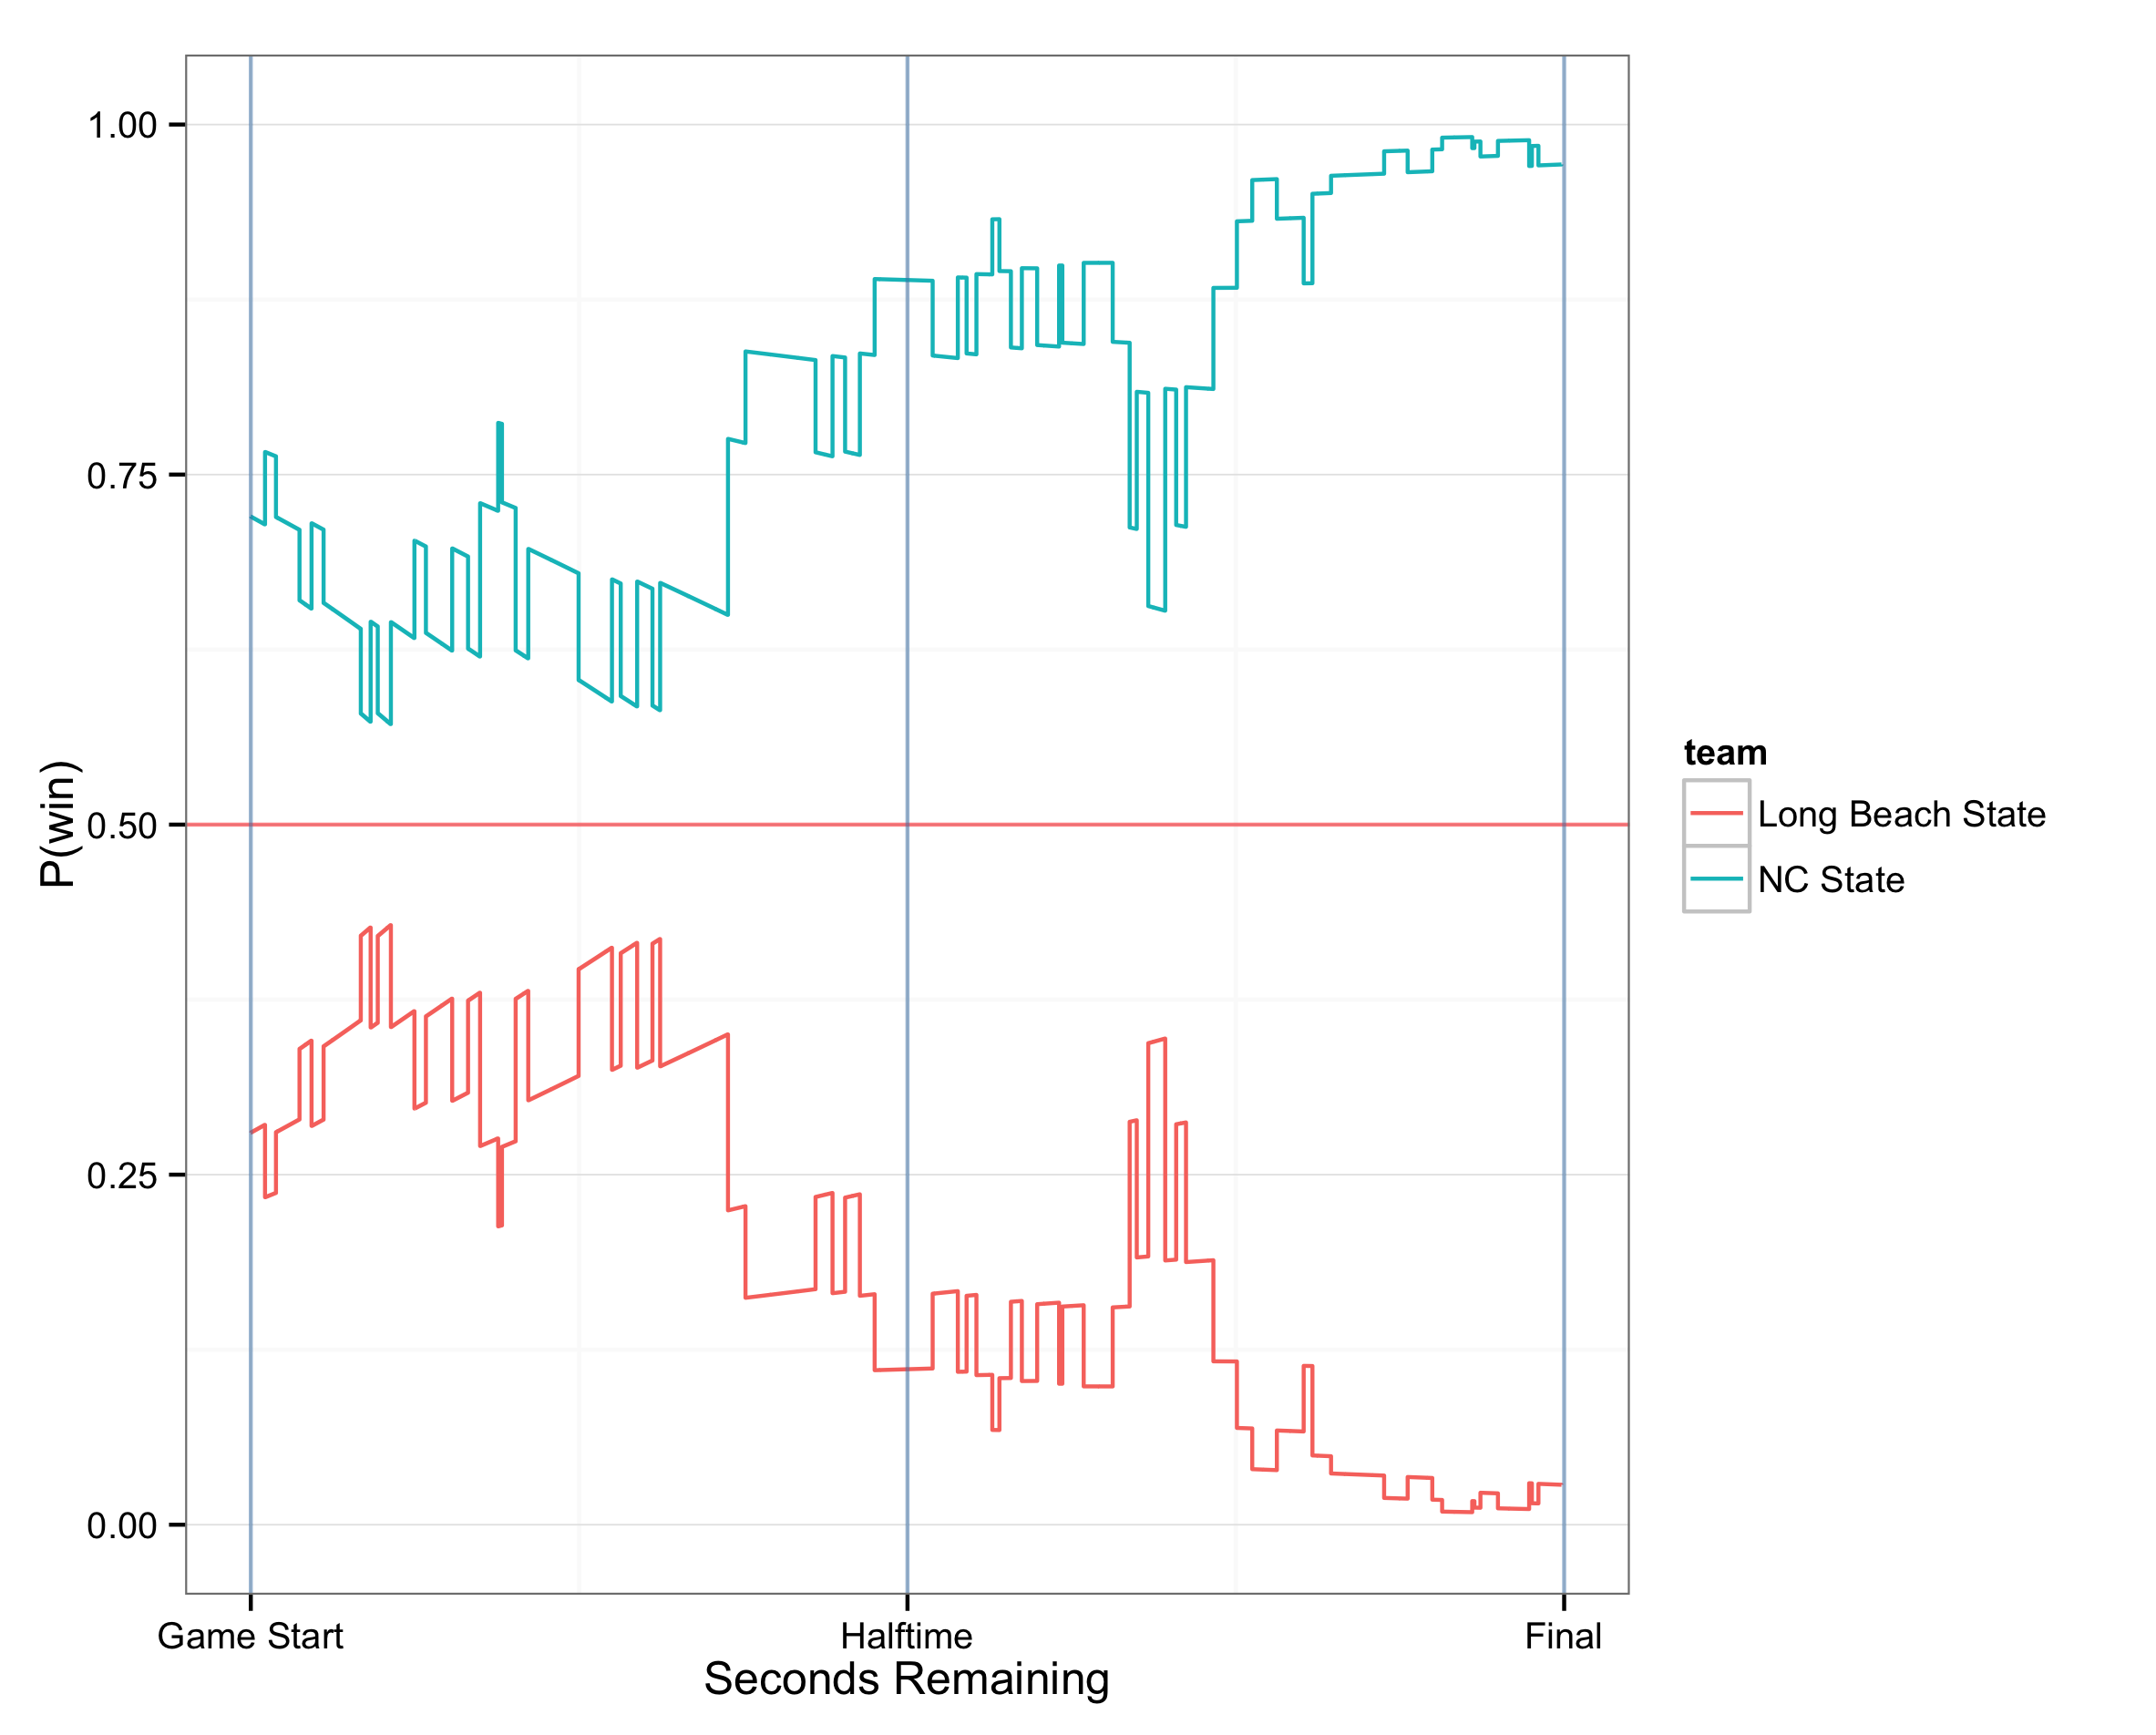 1.00
0.75
0.50
0.25
0.00
P(win)
Game Start
Halftime
Final
Seconds Remaining
team
Long Beach State
NC State